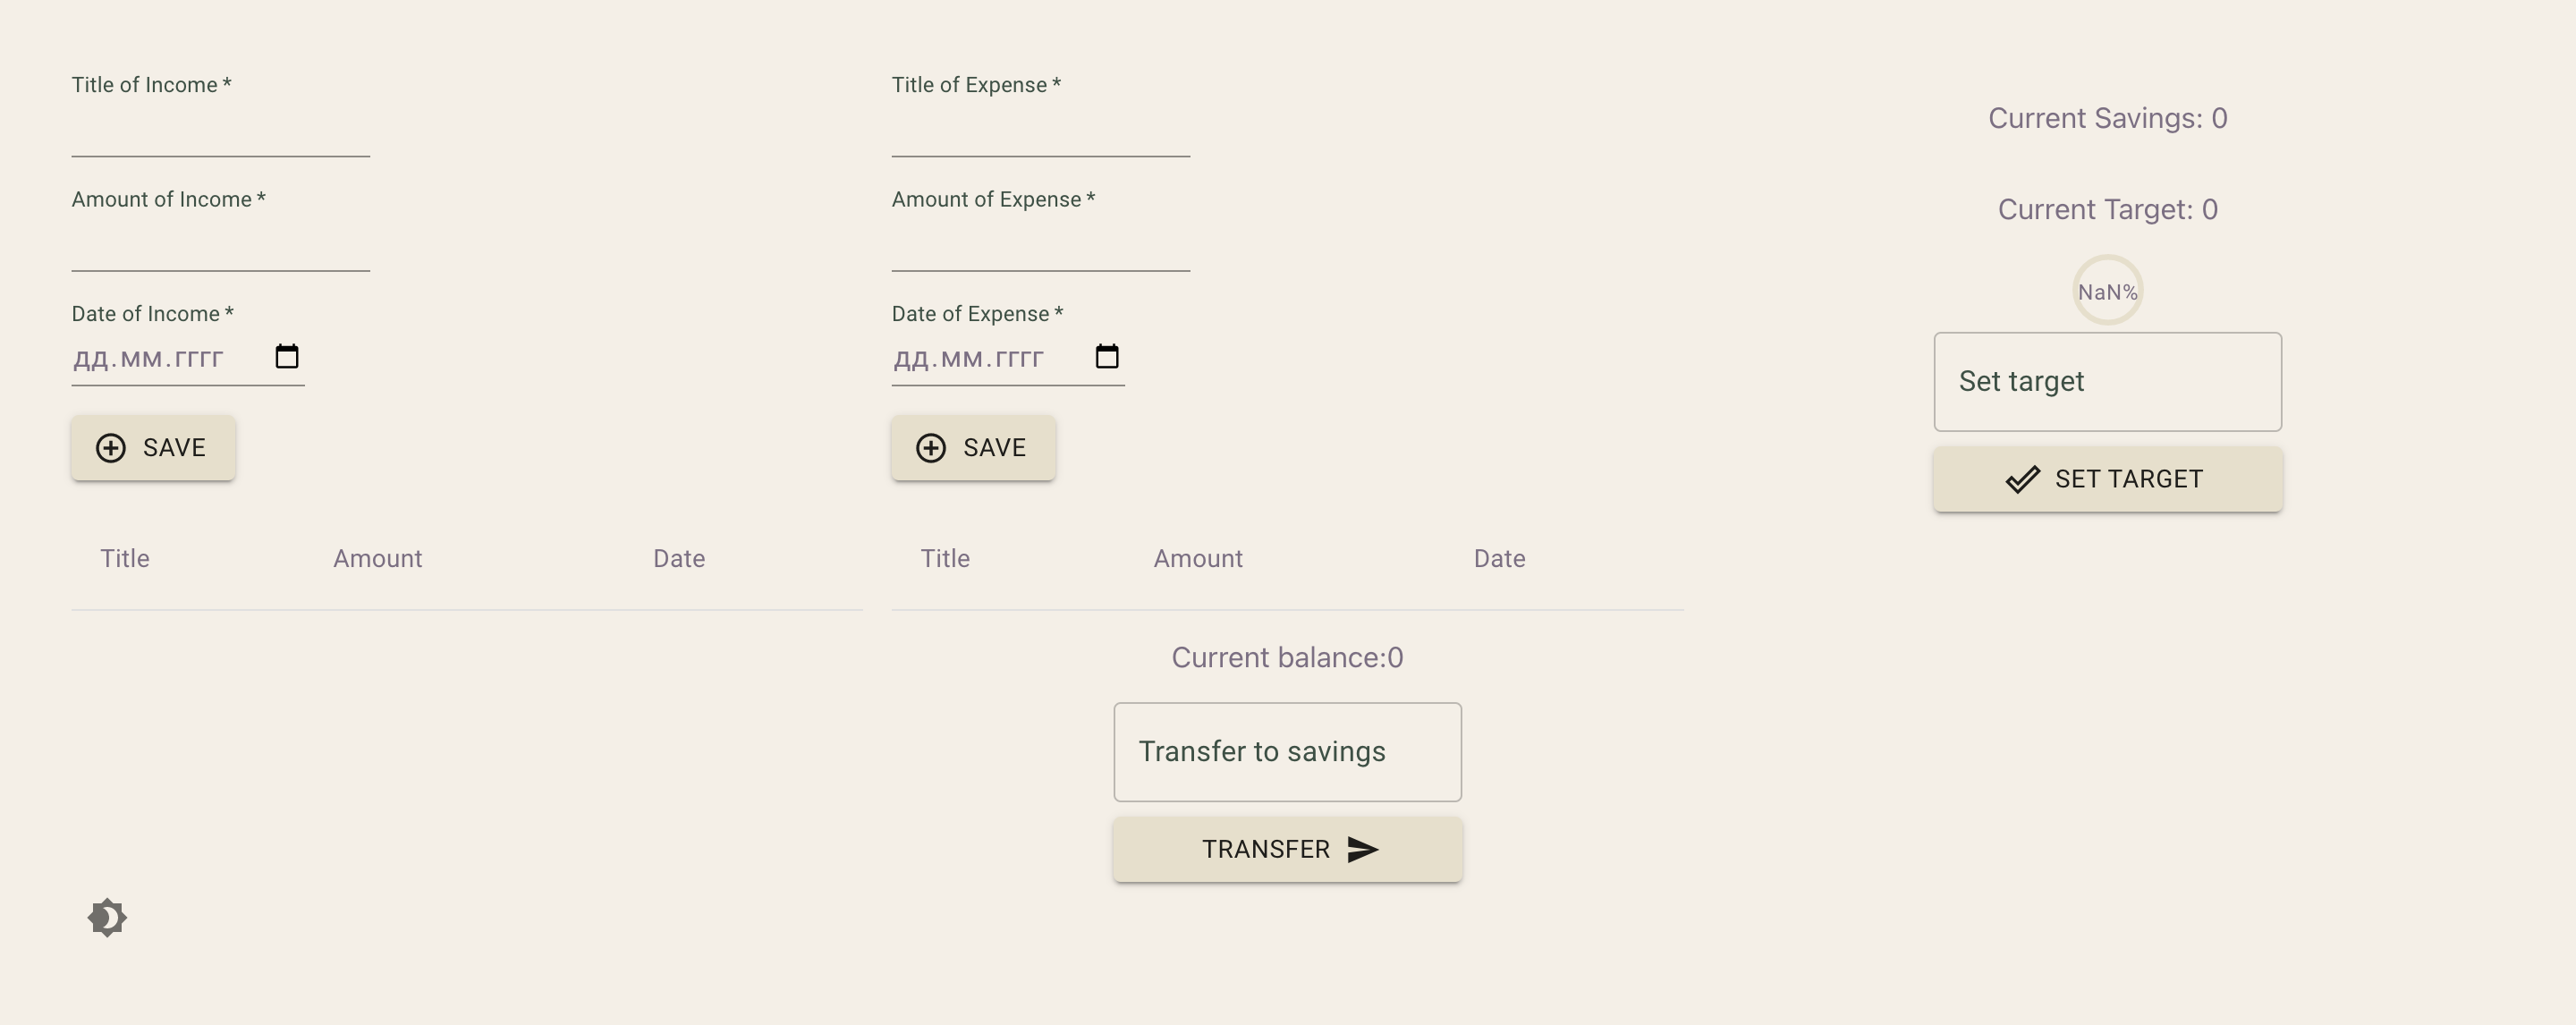 Title of Income *
Amount of Income *
Date of Income *
дд.мм.гггг
SAVE
Title Amount Date
Title of Expense *
Amount of Expense *
Date of Expense *
дд.мм.гггг
SAVE
Title Amount Date
Current balance:0
Transfer to savings
TRANSFER
Current Savings: 0
Current Target: 0
NaN%
Set target
SET TARGET